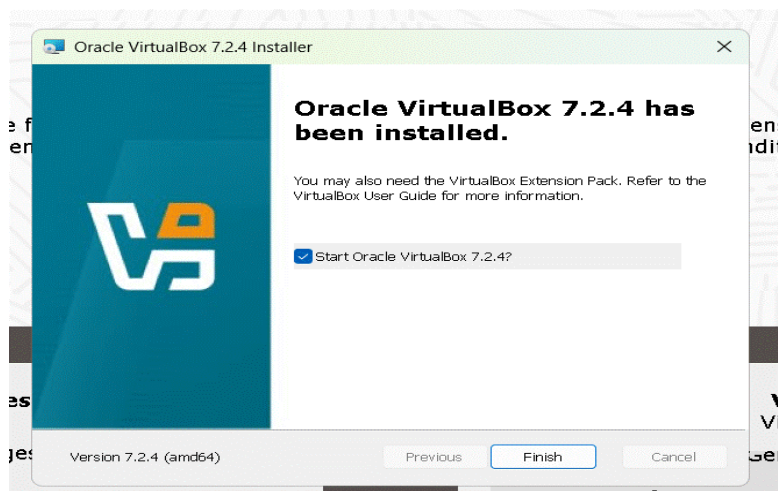 Oracle VirtualBox 7.2.4 Installer
Oracle VirtualBox 7.2.4 has
been installed.
You may also need the VirtualBox Extension Pack. Refer to the
VirtualBox User Guide for more information.
Start Oracle VirtualBox 7.2.4?
Version 7.2.4 (amd64)
Previous
Finish
Cancel